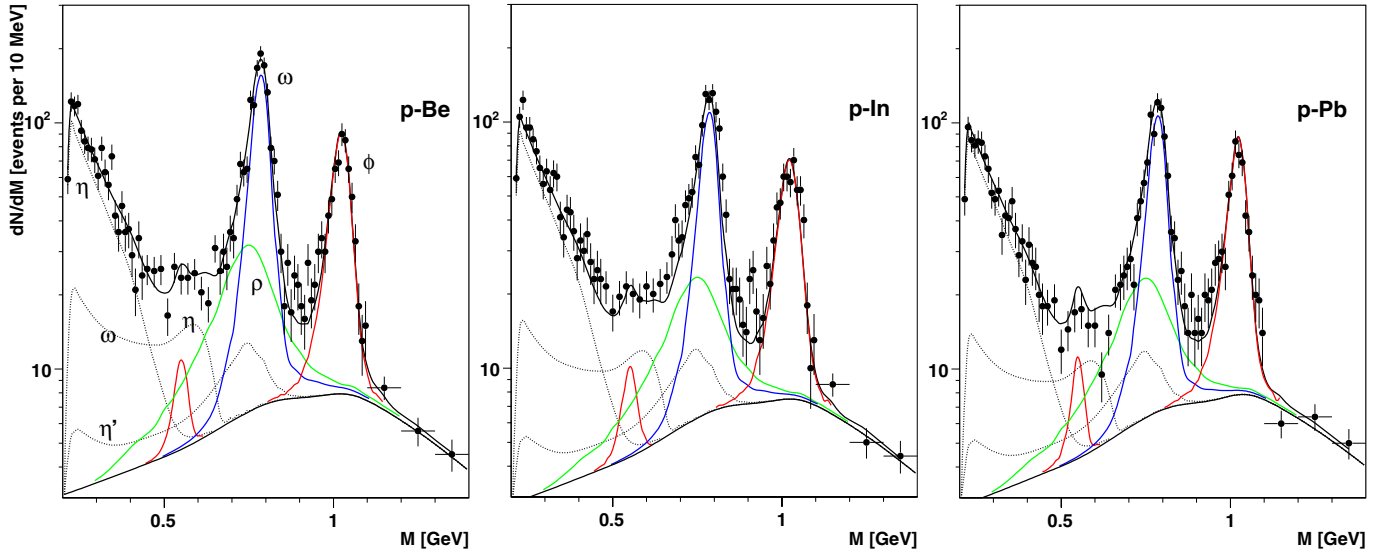 dN/dM [events per 10 MeV]
10²
10
p-Be
ω
ϕ
η
ρ
η
ω
η’
0.5
1
M [GeV]
10²
10
p-In
0.5
1
M [GeV]
10²
10
p-Pb
0.5
1
M [GeV]